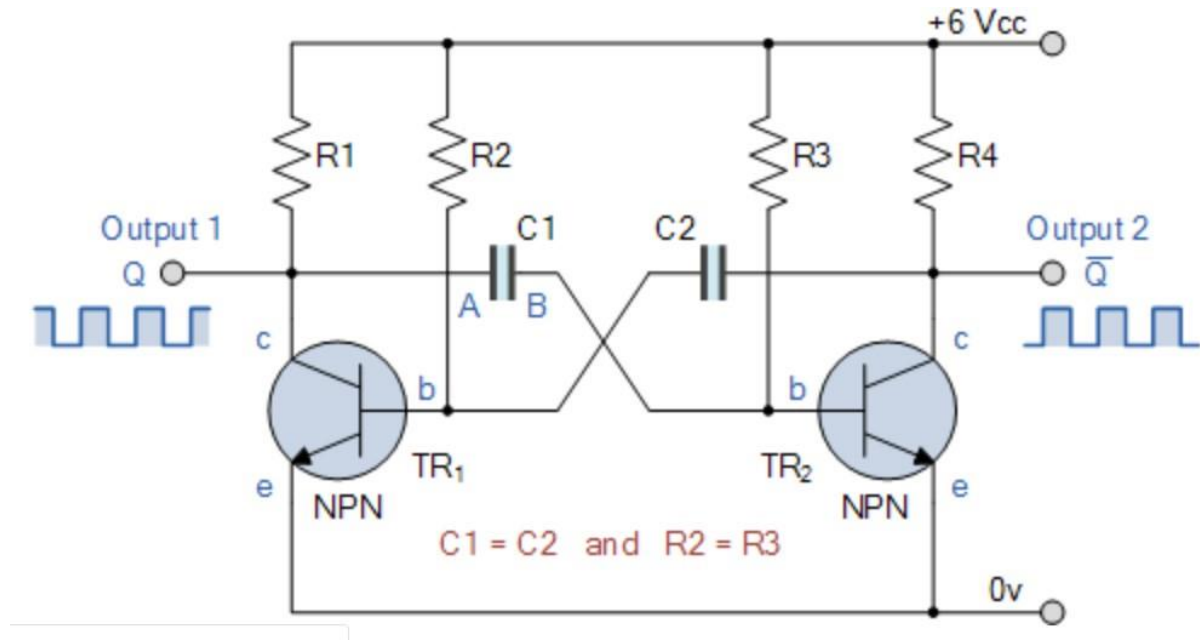 +6 Vcc
R1 R2 R3 R4
Output 1 C1 C2 Output 2
Q Q̅
A B
c c
b b
TR₁ TR₂
e e
NPN NPN
C1 = C2 and R2 = R3
0v